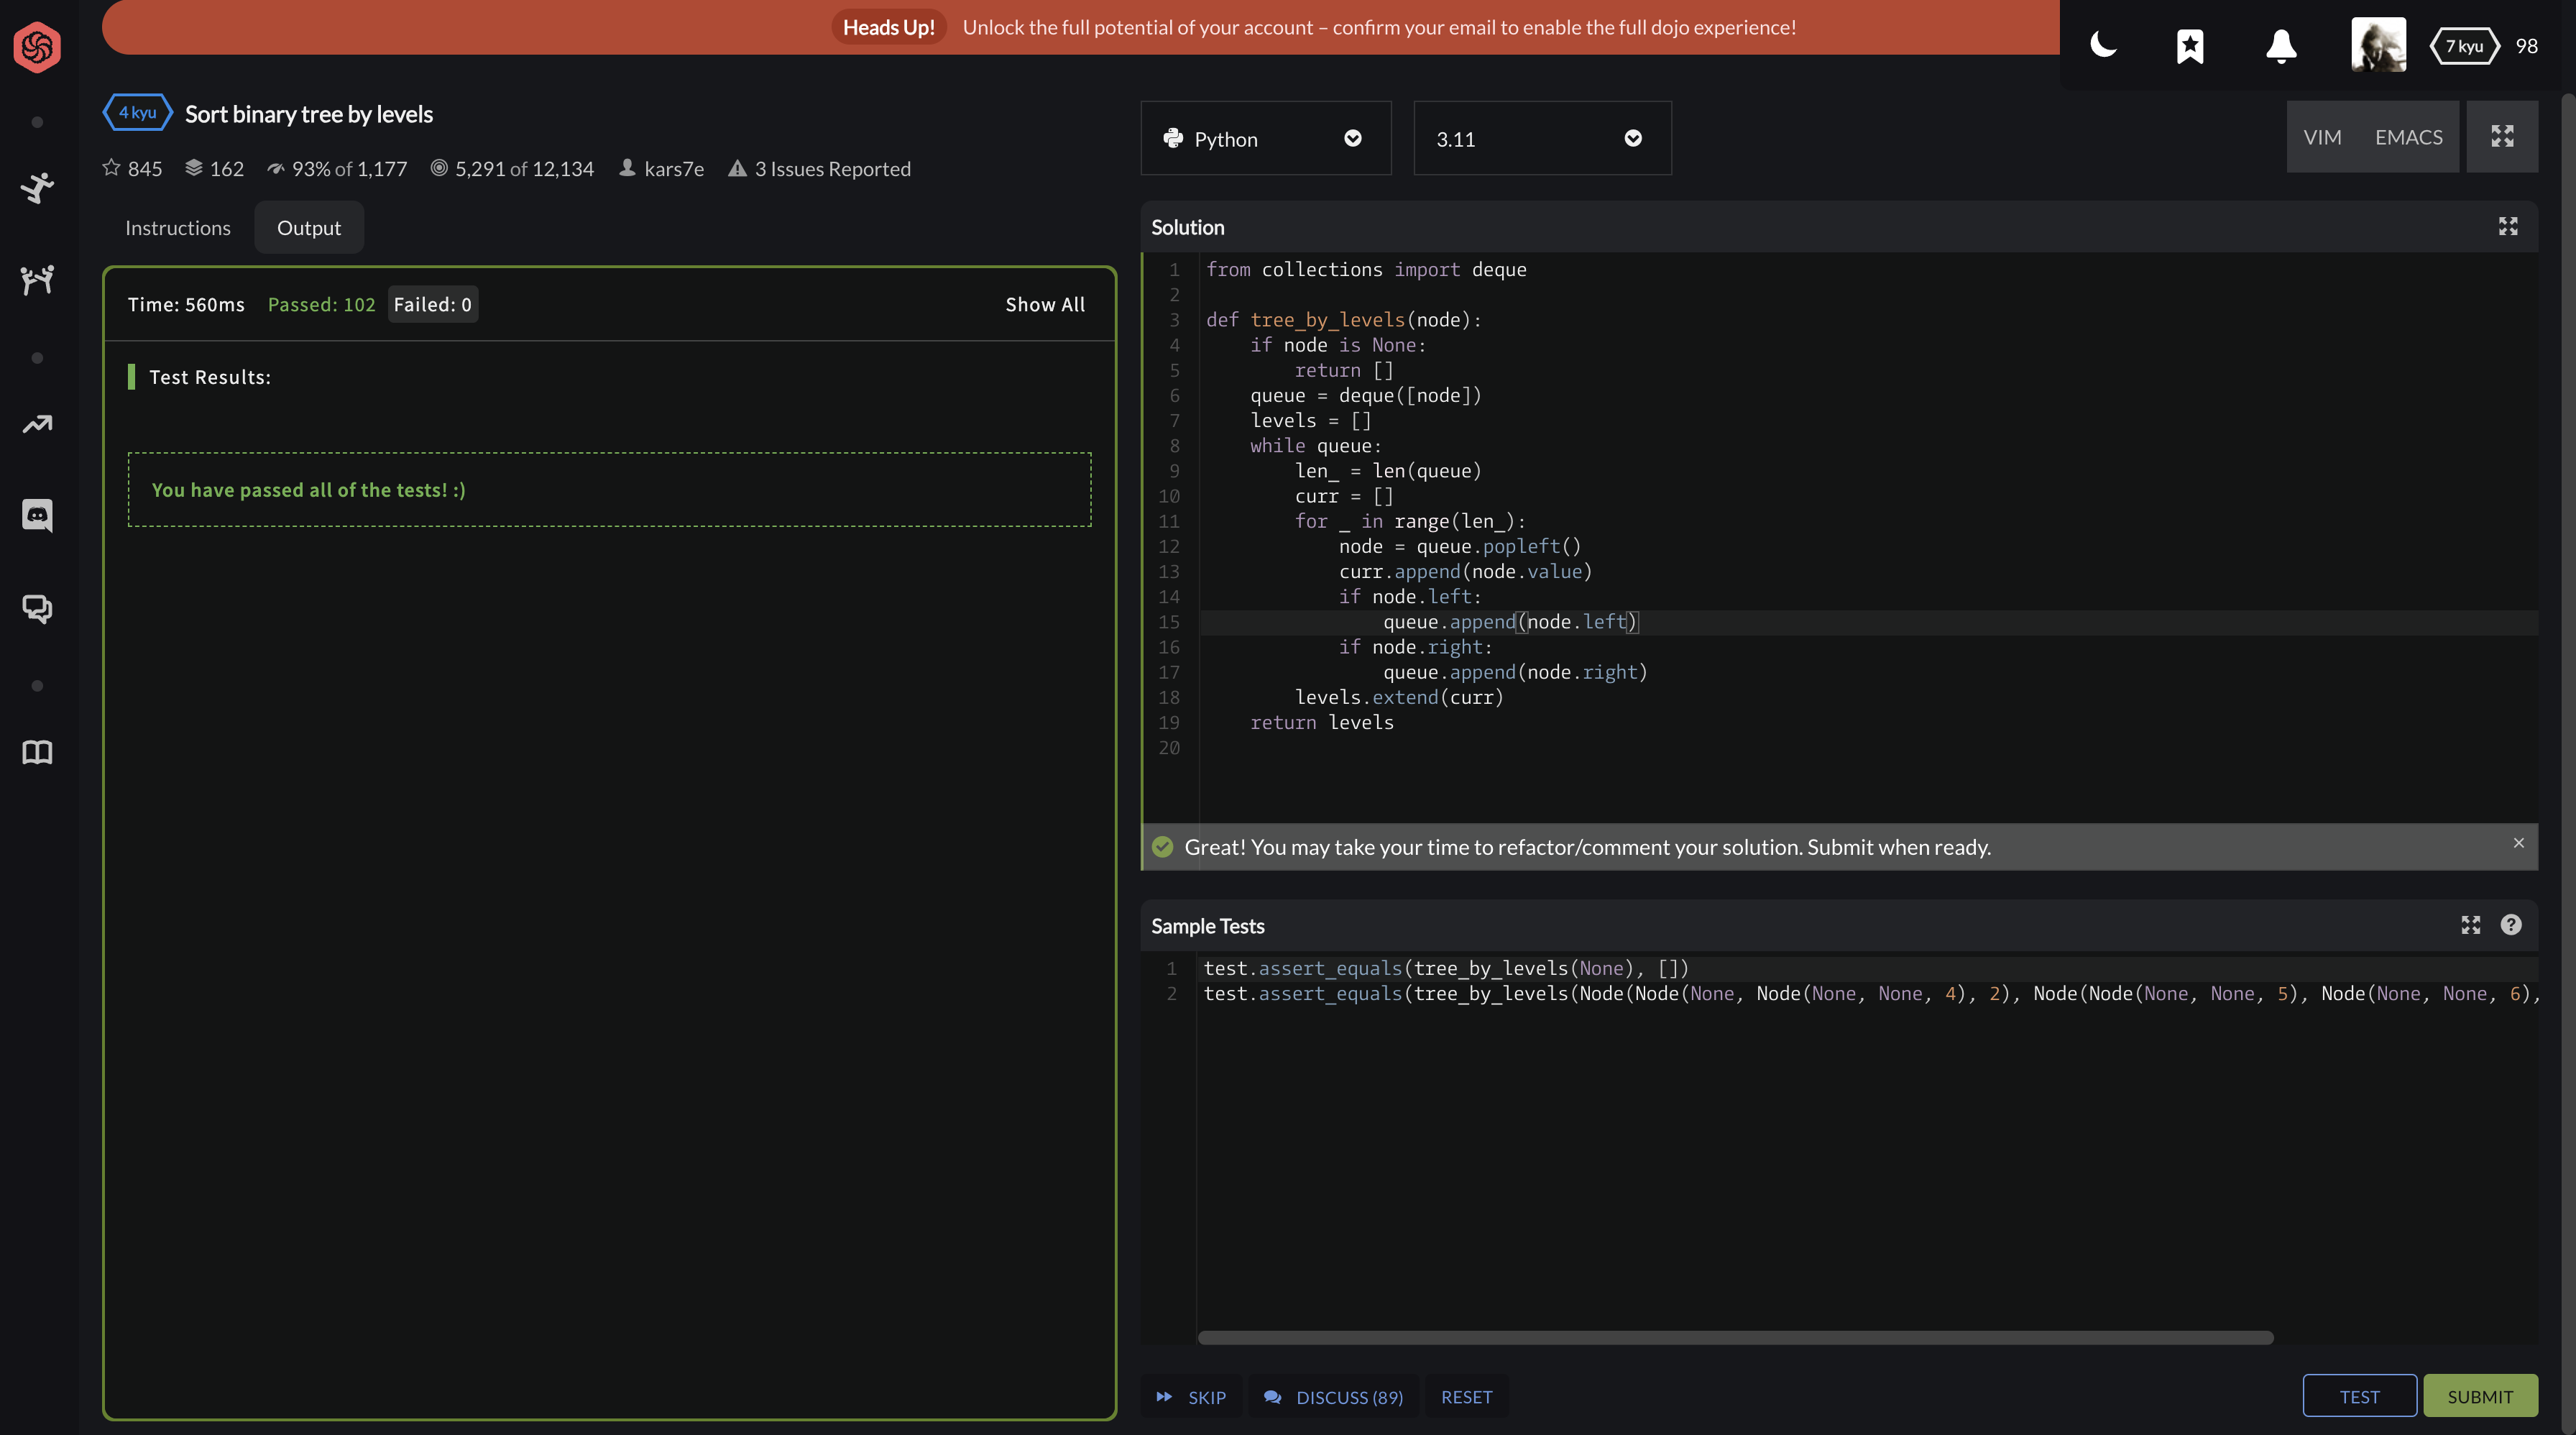 Heads Up! Unlock the full potential of your account – confirm your email to enable the full dojo experience!
7 kyu 98
4 kyu Sort binary tree by levels
845 162 93% of 1,177 5,291 of 12,134 kars7e 3 Issues Reported
Instructions Output
Time: 560ms Passed: 102 Failed: 0 Show All
Test Results:
You have passed all of the tests! :)
Python 3.11 VIM EMACS
Solution
1 from collections import deque
2
3 def tree_by_levels(node):
4     if node is None:
5         return []
6     queue = deque([node])
7     levels = []
8     while queue:
9         len_ = len(queue)
10         curr = []
11         for _ in range(len_):
12             node = queue.popleft()
13             curr.append(node.value)
14             if node.left:
15                 queue.append(node.left)
16             if node.right:
17                 queue.append(node.right)
18         levels.extend(curr)
19     return levels
20
Great! You may take your time to refactor/comment your solution. Submit when ready. ×
Sample Tests ?
1 test.assert_equals(tree_by_levels(None), [])
2 test.assert_equals(tree_by_levels(Node(Node(None, Node(None, None, 4), 2), Node(Node(None, None, 5), Node(None, None, 6),
SKIP DISCUSS (89) RESET TEST SUBMIT